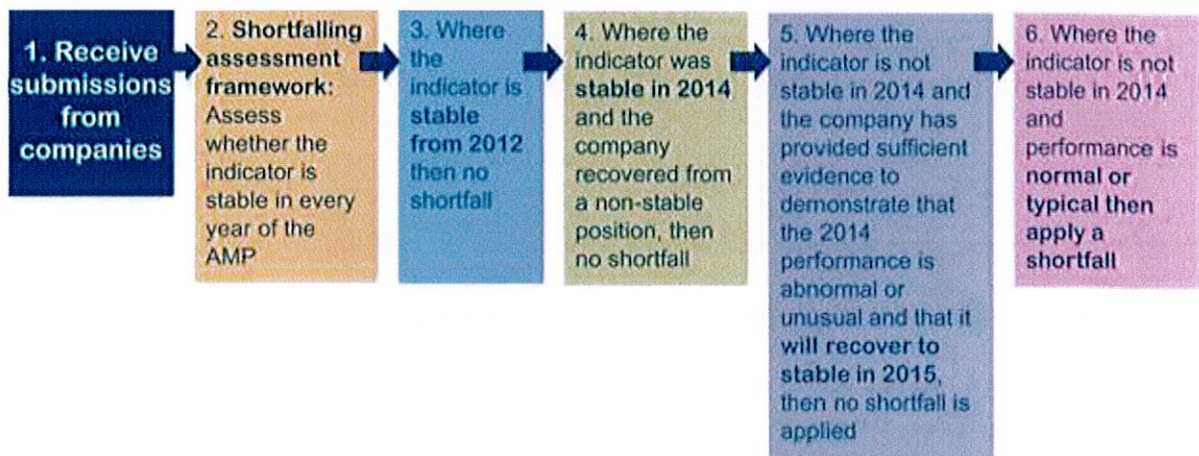 1. Receive
submissions
from
companies
2. Shortfalling
assessment
framework:
Assess
whether the
indicator is
stable in every
year of the
AMP
3. Where
the
indicator is
stable
from 2012
then no
shortfall
4. Where the
indicator was
stable in 2014
and the
company
recovered from
a non-stable
position, then
no shortfall
5. Where the
indicator is not
stable in 2014 and
the company has
provided sufficient
evidence to
demonstrate that
the 2014
performance is
abnormal or
unusual and that it
will recover to
stable in 2015,
then no shortfall is
applied
6. Where the
indicator is not
stable in 2014
and
performance is
normal or
typical then
apply a
shortfall